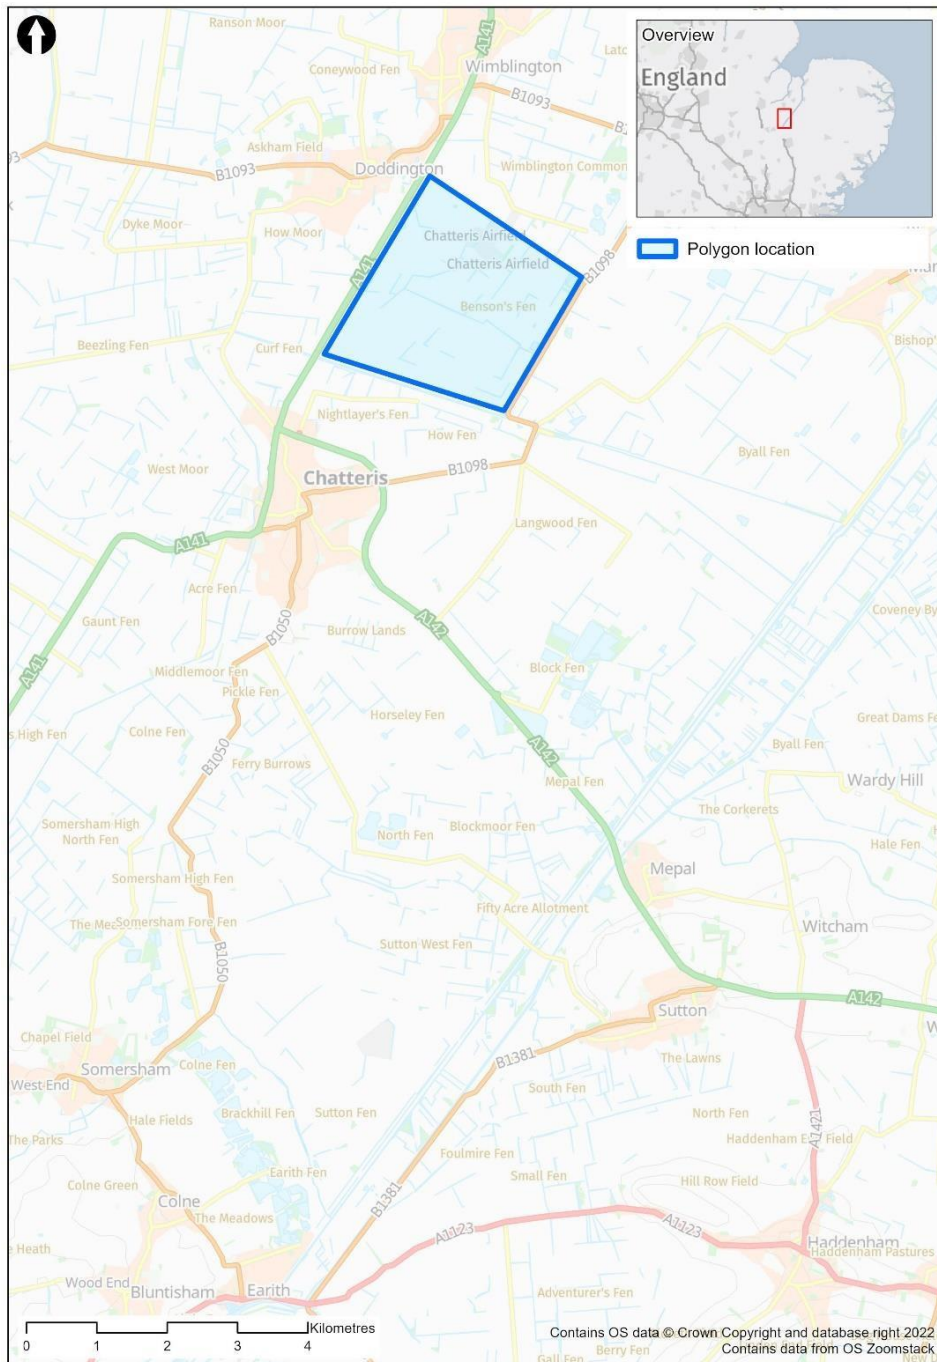 Ranson Moor
A141
Latc
Coneywood Fen
Wimblington
Overview
England
B1093
B1093
Askham Field
93
B1093
Doddington
Wimblington Common
Dyke Moor
How Moor
Chatteris Airfield
Chatteris Airfield
B1098
Polygon location
A141
Benson's Fen
Mar
Beezling Fen
Curf Fen
Bishop'
Nightlayer's Fen
How Fen
Byall Fen
West Moor
Chatteris
B1098
Langwood Fen
A141
Acre Fen
Gaunt Fen
Burrow Lands
A142
Coveney By
B1050
A141
Middlemoor Fen
Pickle Fen
Block Fen
Horseley Fen
Great Dams Fe
s High Fen
Colne Fen
Byall Fen
B1050
Ferry Burrows
A142
Mepal Fen
Wardy Hill
The Corkerets
Somersham High
North Fen
North Fen
Blockmoor Fen
Hale Fen
Mepal
Somersham High Fen
Fifty Acre Allotment
The Mea
Somersham Fore Fen
Witcham
Sutton West Fen
B1050
A142
Sutton
W
Chapel Field
B1381
The Lawns
Colne Fen
Somersham
West End
South Fen
Hale Fields
Brackhill Fen
Sutton Fen
North Fen
A1421
The Parks
Foulmire Fen
Haddenham E
Field
Earith Fen
Small Fen
Hill Row Field
Colne Green
B1381
Colne
The Meadows
A1123
A1123
e Heath
Haddenham
Haddenham Pastures
Wood End
Bluntisham
Earith
Adventurer's Fen
0 1 2 3 4 Kilometres
Contains OS data © Crown Copyright and database right 2022
Contains data from OS Zoomstack
Gall Fen
Berry Fen